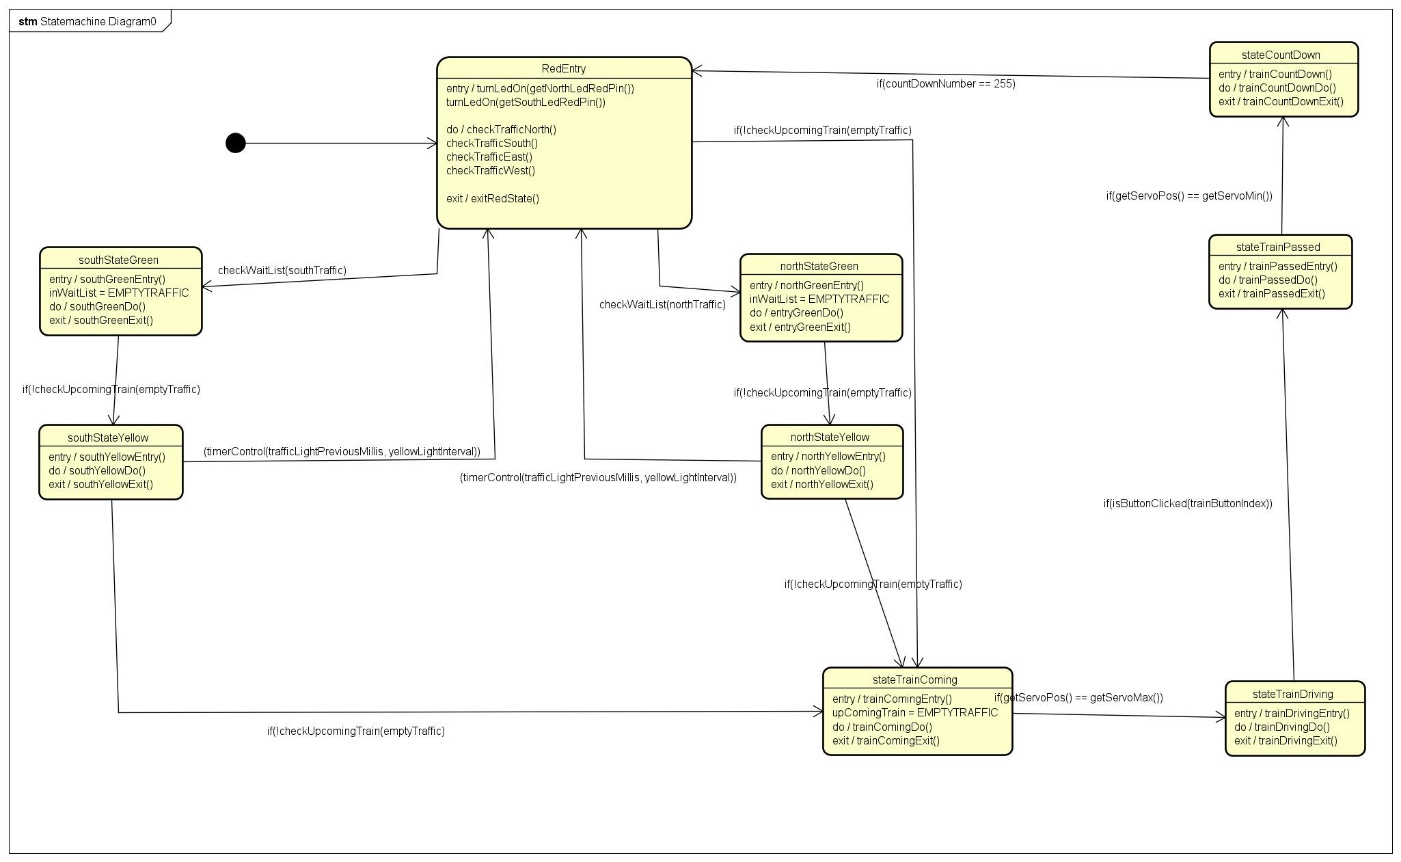 stm Statemachine Diagram0
stateCountDown
entry / trainCountDown()
do / trainCountDownDo()
exit / trainCountDownExit()
RedEntry
entry / turnLedOn(getNorthLedRedPin())
turnLedOn(getSouthLedRedPin())
do / checkTrafficNorth()
checkTrafficSouth()
checkTrafficEast()
checkTrafficWest()
exit / exitRedState()
if(countDownNumber == 255)
if(!checkUpcomingTrain(emptyTraffic)
if(getServoPos() == getServoMin())
stateTrainPassed
entry / trainPassedEntry()
do / trainPassedDo()
exit / trainPassedExit()
southStateGreen
entry / southGreenEntry()
inWaitList = EMPTYTRAFFIC
do / southGreenDo()
exit / southGreenExit()
checkWaitList(southTraffic)
northStateGreen
entry / northGreenEntry()
inWaitList = EMPTYTRAFFIC
do / entryGreenDo()
exit / entryGreenExit()
checkWaitList(northTraffic)
if(!checkUpcomingTrain(emptyTraffic)
if(!checkUpcomingTrain(emptyTraffic)
southStateYellow
entry / southYellowEntry()
do / southYellowDo()
exit / southYellowExit()
(timerControl(trafficLightPreviousMillis, yellowLightInterval))
northStateYellow
entry / northYellowEntry()
do / northYellowDo()
exit / northYellowExit()
(timerControl(trafficLightPreviousMillis, yellowLightInterval))
if(isButtonClicked(trainButtonIndex))
if(!checkUpcomingTrain(emptyTraffic)
stateTrainComing
entry / trainComingEntry()
upComingTrain = EMPTYTRAFFIC
do / trainComingDo()
exit / trainComingExit()
if(getServoPos() == getServoMax())
stateTrainDriving
entry / trainDrivingEntry()
do / trainDrivingDo()
exit / trainDrivingExit()
if(!checkUpcomingTrain(emptyTraffic)